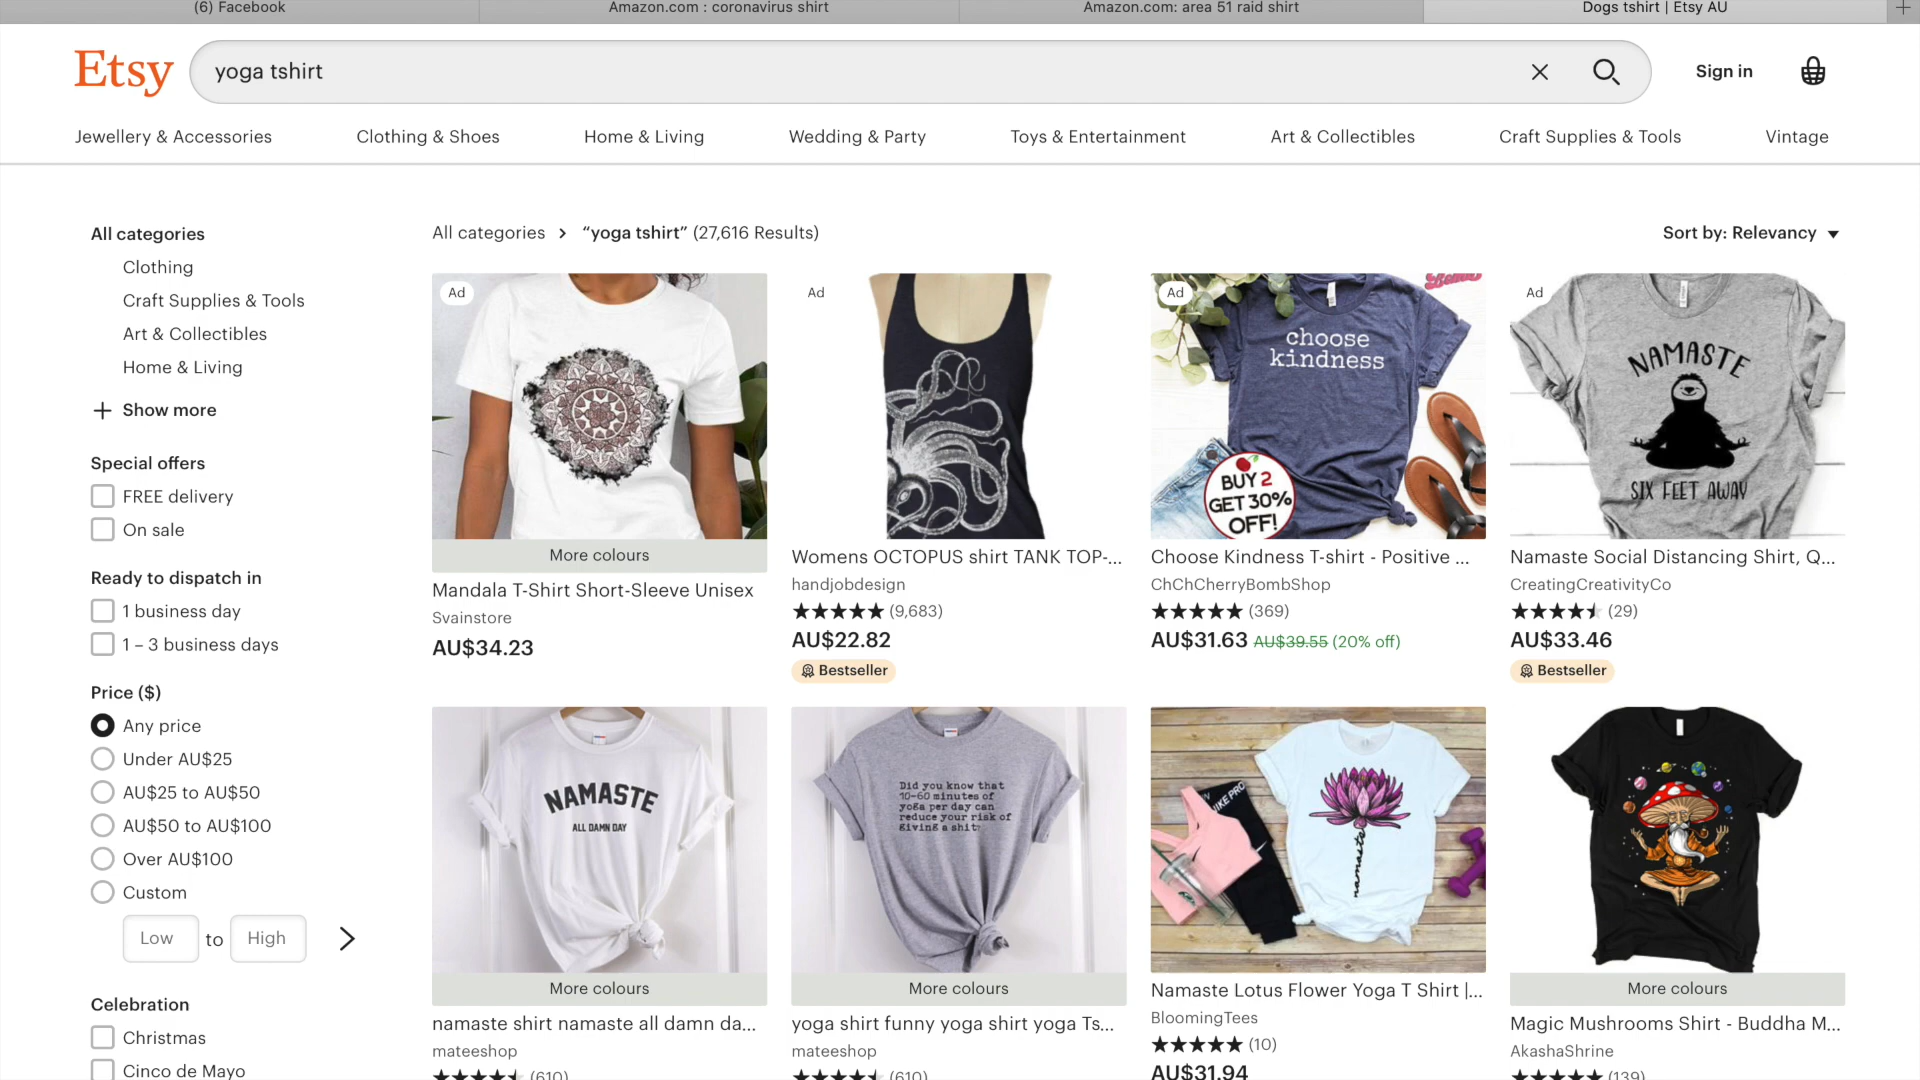 (6) Facebook
Amazon.com : coronavirus shirt
Amazon.com: area 51 raid shirt
Dogs tshirt | Etsy AU
Etsy
yoga tshirt
Sign in
Jewellery & Accessories
Clothing & Shoes
Home & Living
Wedding & Party
Toys & Entertainment
Art & Collectibles
Craft Supplies & Tools
Vintage
All categories
Clothing
Craft Supplies & Tools
Art & Collectibles
Home & Living
Show more
Special offers
FREE delivery
On sale
Ready to dispatch in
1 business day
1 – 3 business days
Price ($)
Any price
Under AU$25
AU$25 to AU$50
AU$50 to AU$100
Over AU$100
Custom
Low to High
Celebration
Christmas
Cinco de Mayo
All categories > “yoga tshirt” (27,616 Results)
Sort by: Relevancy
Ad
More colours
Mandala T-Shirt Short-Sleeve Unisex
Svainstore
AU$34.23
Ad
Womens OCTOPUS shirt TANK TOP-...
handjobdesign
(9,683)
AU$22.82
Bestseller
Ad
choose
kindness
BUY 2
GET 30%
OFF!
Choose Kindness T-shirt - Positive ...
ChChCherryBombShop
(369)
AU$31.63 AU$39.55 (20% off)
Ad
NAMASTE
SIX FEET AWAY
Namaste Social Distancing Shirt, Q...
CreatingCreativityCo
(29)
AU$33.46
Bestseller
NAMASTE
ALL DAMN DAY
More colours
namaste shirt namaste all damn da...
mateeshop
(610)
Did you know that
10-60 minutes of
yoga per day can
reduce your risk of
giving a shit?
More colours
yoga shirt funny yoga shirt yoga Ts...
mateeshop
(610)
NIKE PRO
namaste
Namaste Lotus Flower Yoga T Shirt |...
BloomingTees
(10)
AU$31.94
More colours
Magic Mushrooms Shirt - Buddha M...
AkashaShrine
(139)